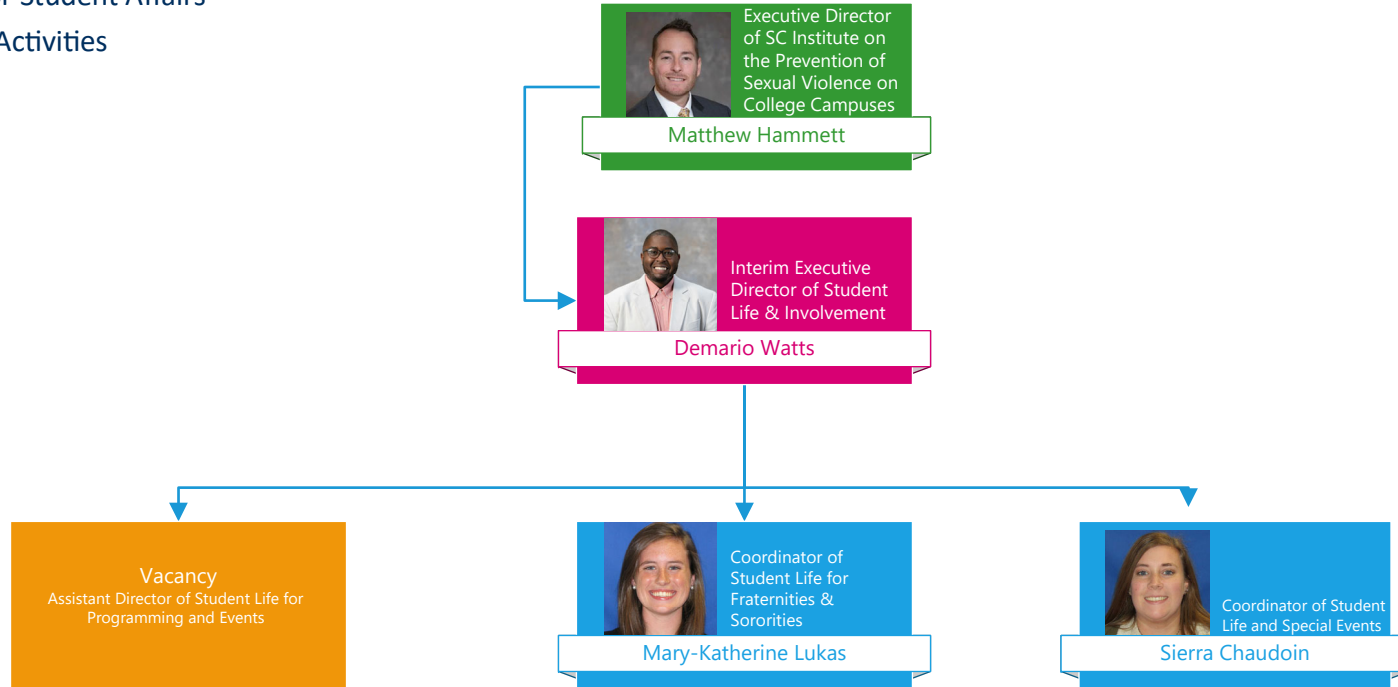 r Student Affairs
Activities
Executive Director
of SC Institute on
the Prevention of
Sexual Violence on
College Campuses
Matthew Hammett
Interim Executive
Director of Student
Life & Involvement
Demario Watts
Vacancy
Assistant Director of Student Life for
Programming and Events
Coordinator of
Student Life for
Fraternities &
Sororities
Mary-Katherine Lukas
Coordinator of Student
Life and Special Events
Sierra Chaudoin